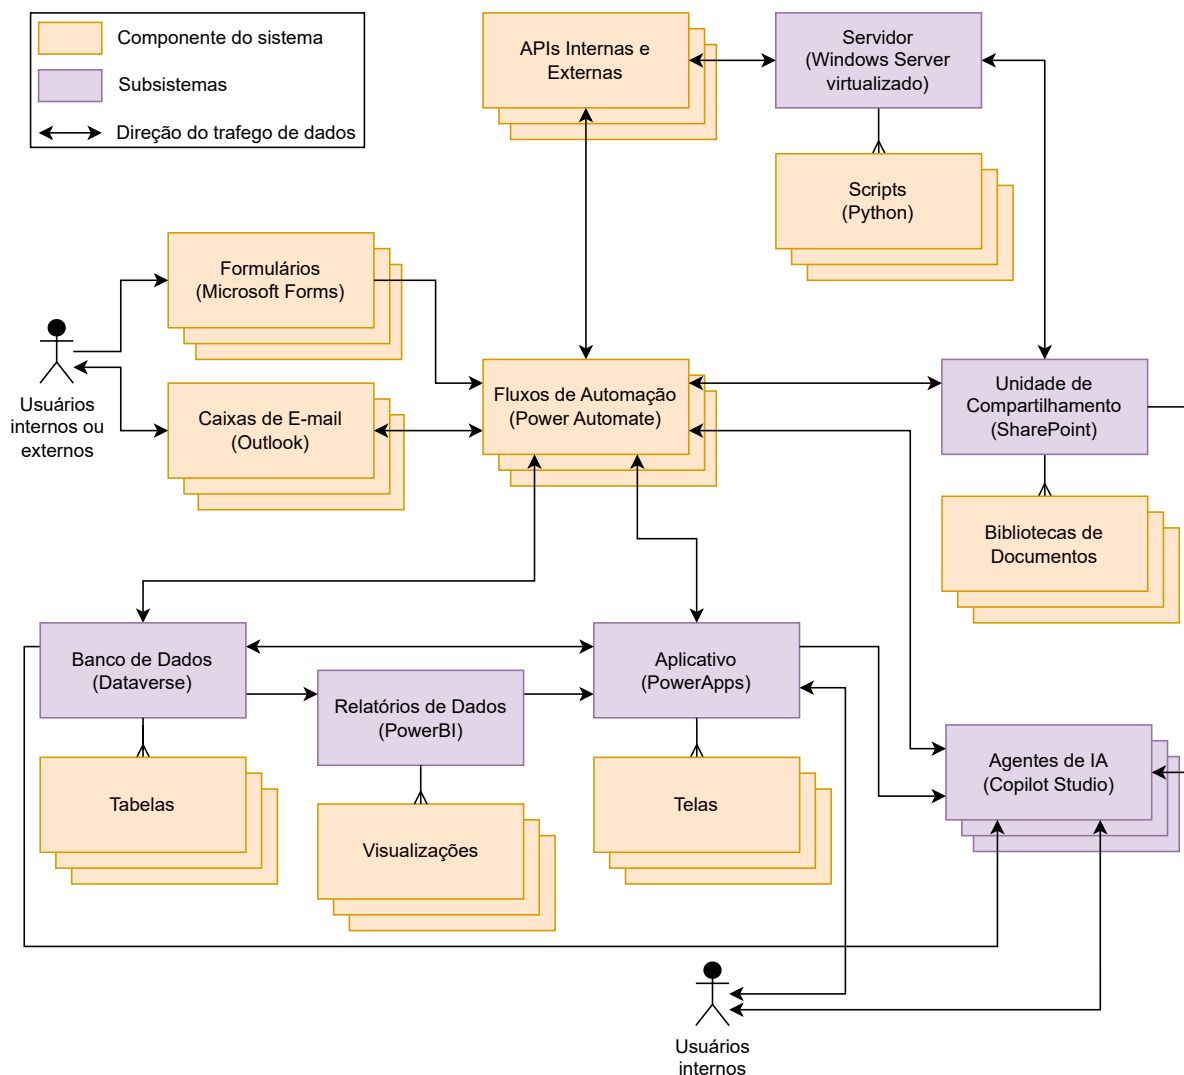 Componente do sistema
Subsistemas
Direção do trafego de dados
APIs Internas e
Externas
Servidor
(Windows Server
virtualizado)
Scripts
(Python)
Formulários
(Microsoft Forms)
Usuários
internos ou
externos
Caixas de E-mail
(Outlook)
Fluxos de Automação
(Power Automate)
Unidade de
Compartilhamento
(SharePoint)
Bibliotecas de
Documentos
Banco de Dados
(Dataverse)
Relatórios de Dados
(PowerBI)
Aplicativo
(PowerApps)
Agentes de IA
(Copilot Studio)
Tabelas
Visualizações
Telas
Usuários
internos